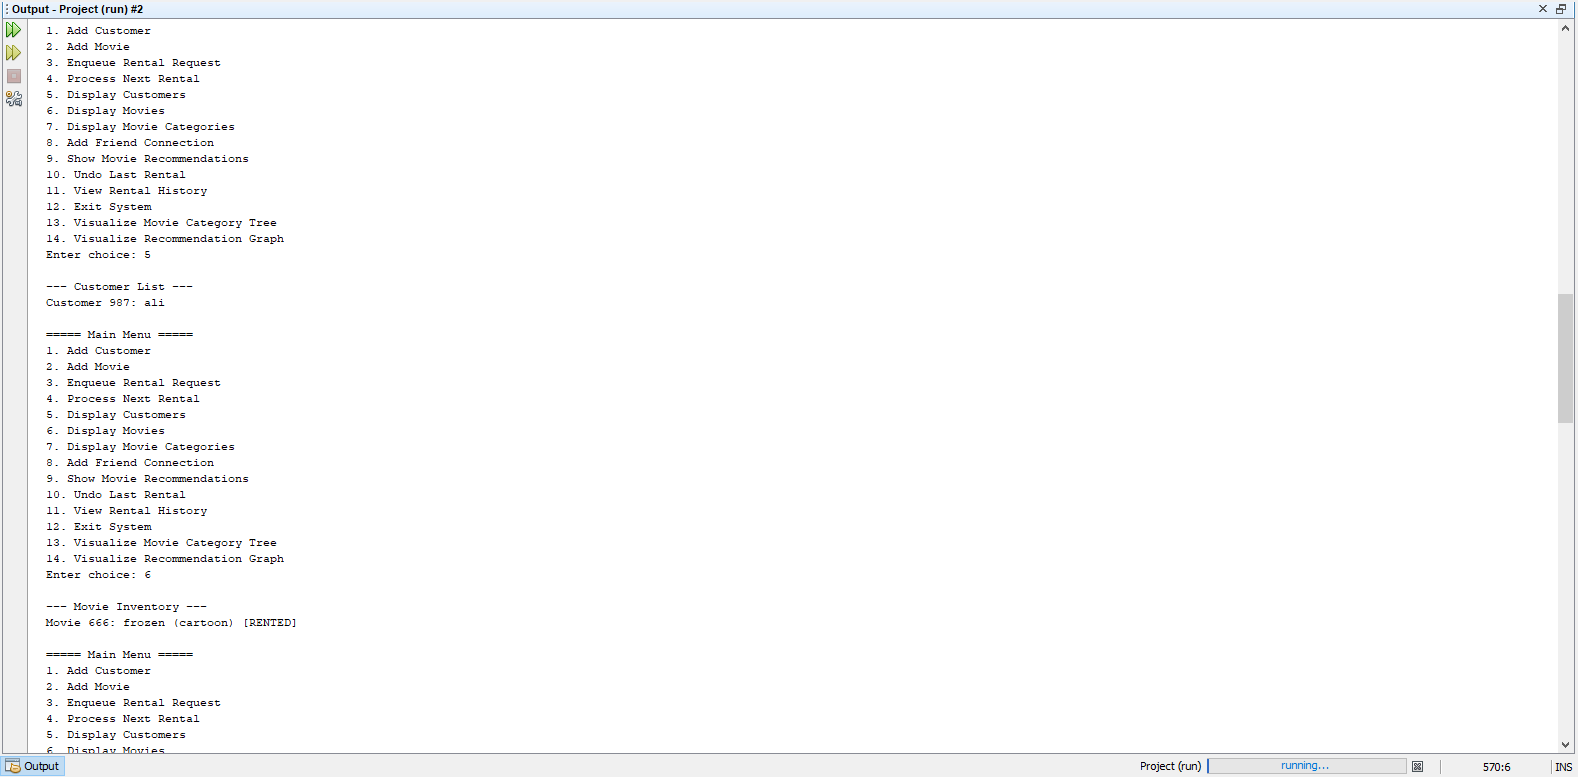 Output - Project (run) #2
1. Add Customer
2. Add Movie
3. Enqueue Rental Request
4. Process Next Rental
5. Display Customers
6. Display Movies
7. Display Movie Categories
8. Add Friend Connection
9. Show Movie Recommendations
10. Undo Last Rental
11. View Rental History
12. Exit System
13. Visualize Movie Category Tree
14. Visualize Recommendation Graph
Enter choice: 5
--- Customer List ---
Customer 987: ali
===== Main Menu =====
1. Add Customer
2. Add Movie
3. Enqueue Rental Request
4. Process Next Rental
5. Display Customers
6. Display Movies
7. Display Movie Categories
8. Add Friend Connection
9. Show Movie Recommendations
10. Undo Last Rental
11. View Rental History
12. Exit System
13. Visualize Movie Category Tree
14. Visualize Recommendation Graph
Enter choice: 6
--- Movie Inventory ---
Movie 666: frozen (cartoon) [RENTED]
===== Main Menu =====
1. Add Customer
2. Add Movie
3. Enqueue Rental Request
4. Process Next Rental
5. Display Customers
6. Display Movies
Output
Project (run)
running...
570:6
INS